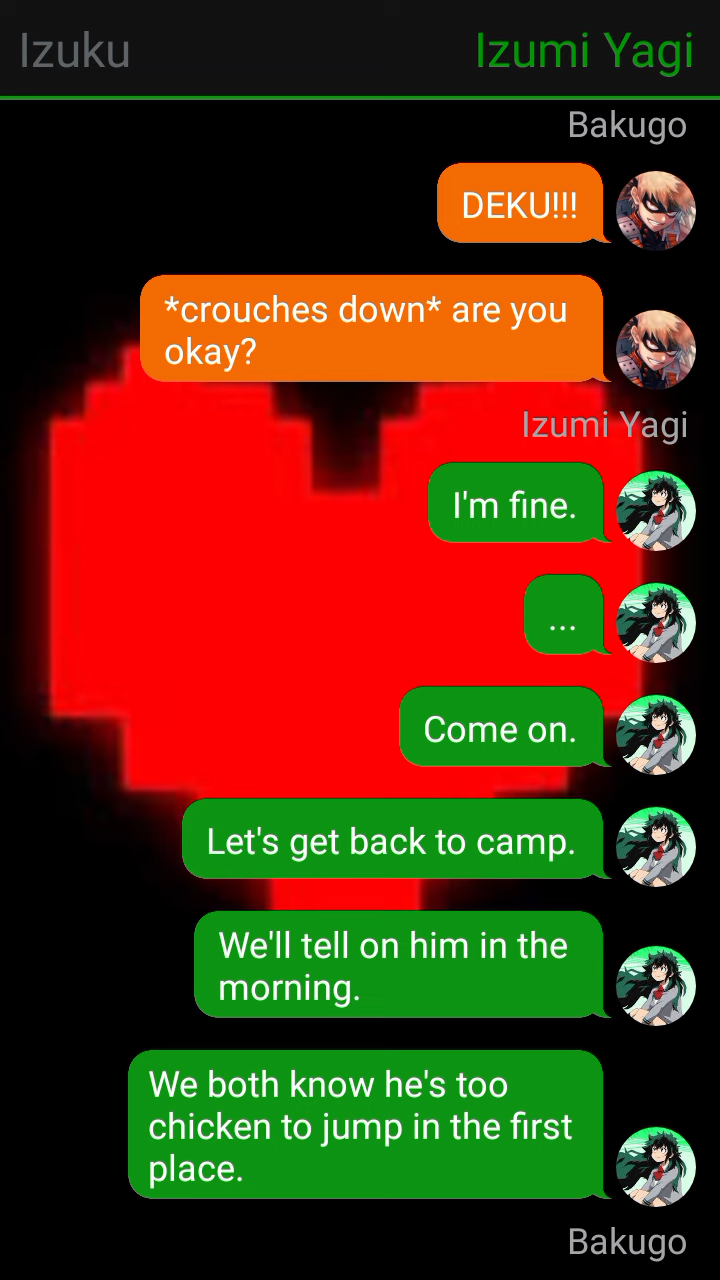 Izuku
Izumi Yagi
Bakugo
DEKU!!!
*crouches down* are you
okay?
Izumi Yagi
I'm fine.
...
Come on.
Let's get back to camp.
We'll tell on him in the
morning.
We both know he's too
chicken to jump in the first
place.
Bakugo